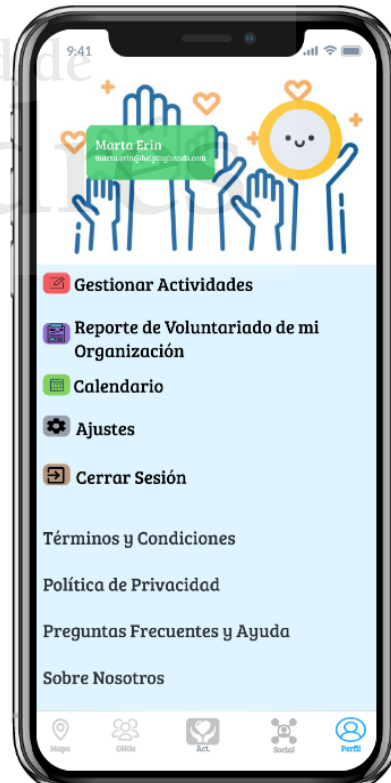 9:41
Marta Erin
marta.erin@helpinghands.com
Gestionar Actividades
Reporte de Voluntariado de mi
Organización
Calendario
Ajustes
Cerrar Sesión
Términos y Condiciones
Política de Privacidad
Preguntas Frecuentes y Ayuda
Sobre Nosotros
Mapa
ONGs
Act.
Social
Perfil